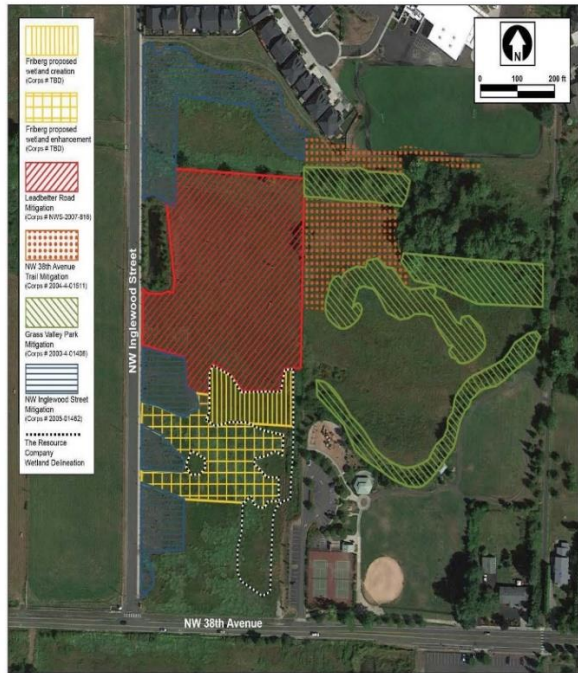 Friberg proposed
wetland creation
(Corps # TBD)
Friberg proposed
wetland enhancement
(Corps # TBD)
Leadbetter Road
Mitigation
(Corps # NWS-2007-816)
NW 38th Avenue
Trail Mitigation
(Corps # 2004-4-01511)
Grass Valley Park
Mitigation
(Corps # 2003-4-01408)
NW Inglewood Street
Mitigation
(Corps # 2005-01462)
The Resource
Company
Wetland Delineation
N
0 100 200 ft
NW Inglewood Street
NW 38th Avenue